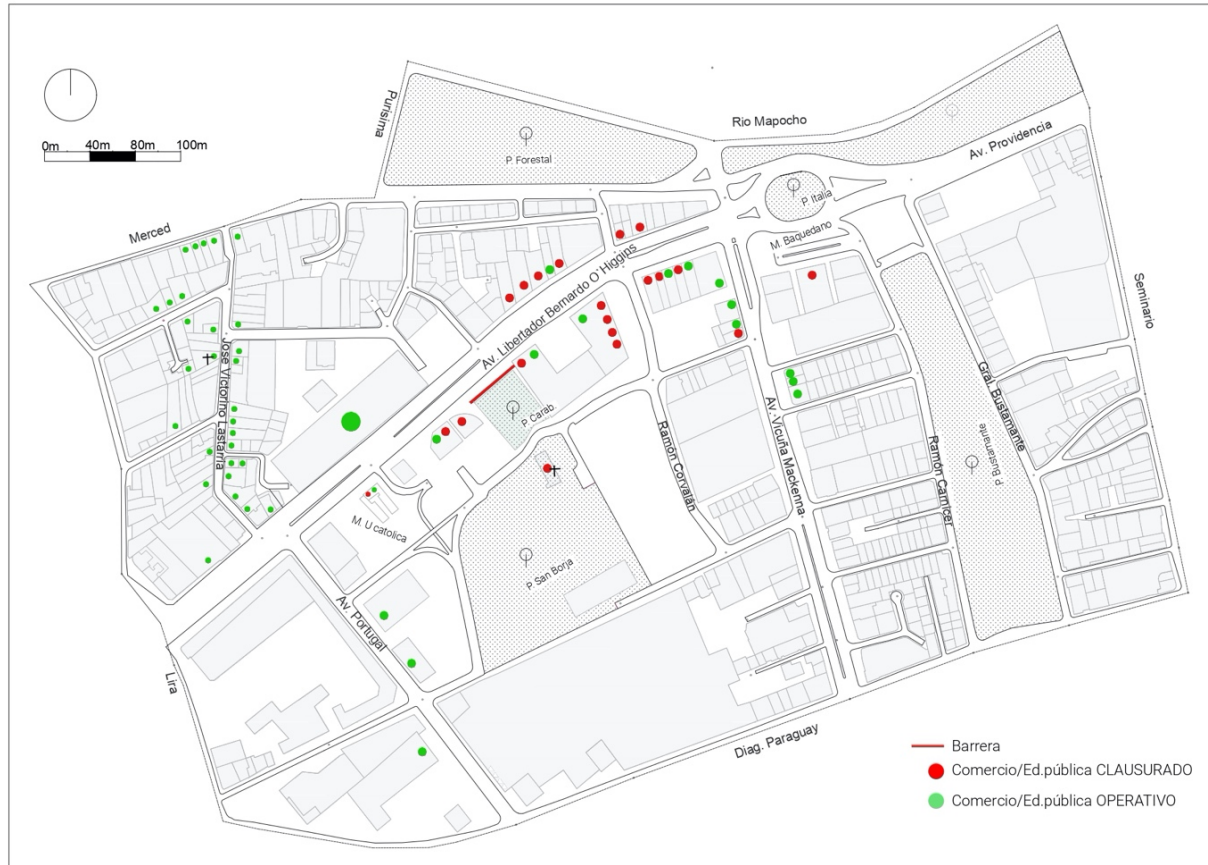 Rio Mapocho
Purisima
Av. Providencia
P. Forestal
0m 40m 80m 100m
P. Italia
Merced
M. Baquedano
Av. Libertador Bernardo O`Higgins
Seminario
José Victorino Lastarria
Gral. Bustamante
P. Carab.
Av. Vicuña Mackenna
Ramón Corvalán
Ramón Carnicer
P. Bustamante
M. U catolica
P. San Borja
Av. Portugal
Lira
Diag. Paraguay
Barrera
Comercio/Ed.pública CLAUSURADO
Comercio/Ed.pública OPERATIVO